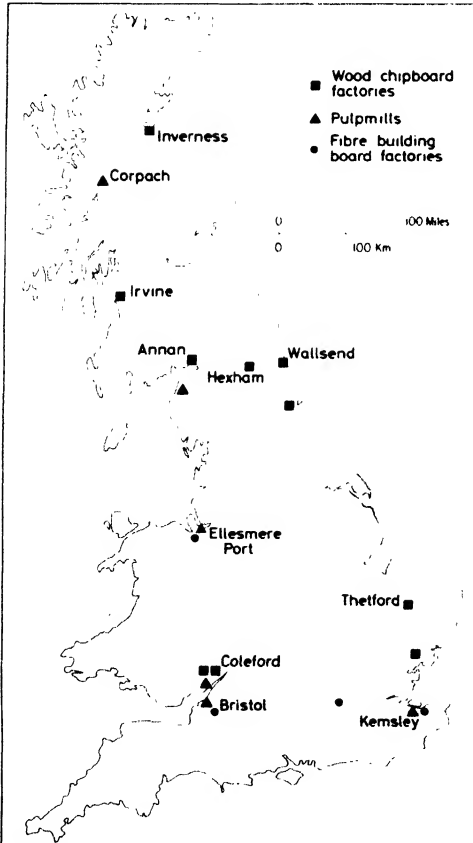 Wood chipboard
factories
Pulpmills
Fibre building
board factories
Inverness
Corpach
0 100 Miles
0 100 Km
Irvine
Annan
Wallsend
Hexham
Ellesmere
Port
Thetford
Coleford
Bristol
Kemsley